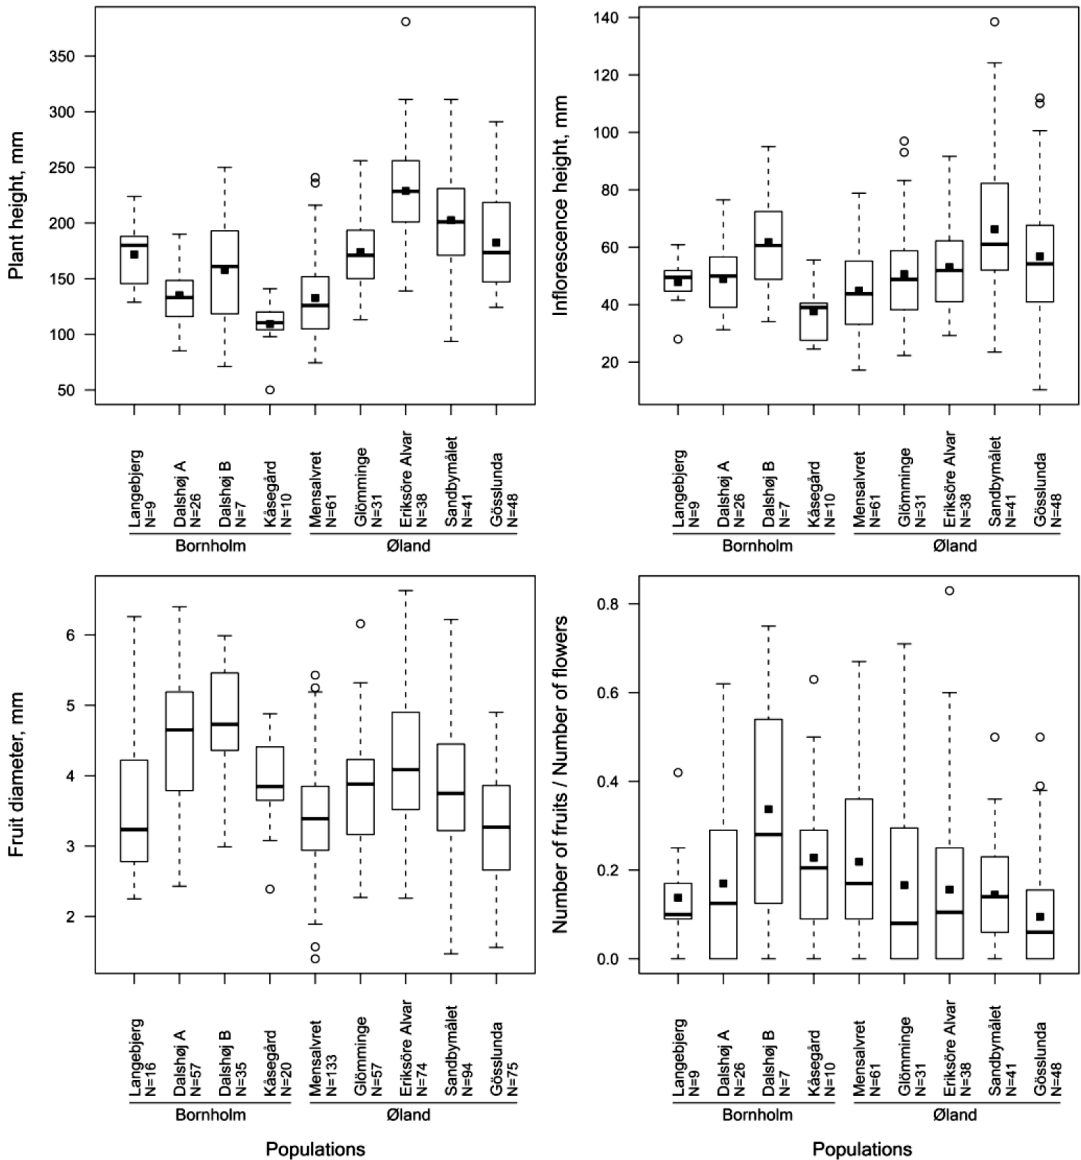 Plant height, mm
350
300
250
200
150
100
50
Langebjerg
N=9
Dalshøj A
N=26
Dalshøj B
N=7
Kåsegård
N=10
Mensalvret
N=61
Glömminge
N=31
Eriksöre Alvar
N=38
Sandbymålet
N=41
Gösslunda
N=48
Bornholm
Øland
Inflorescence height, mm
140
120
100
80
60
40
20
Langebjerg
N=9
Dalshøj A
N=26
Dalshøj B
N=7
Kåsegård
N=10
Mensalvret
N=61
Glömminge
N=31
Eriksöre Alvar
N=38
Sandbymålet
N=41
Gösslunda
N=48
Bornholm
Øland
Fruit diameter, mm
6
5
4
3
2
Langebjerg
N=16
Dalshøj A
N=57
Dalshøj B
N=35
Kåsegård
N=20
Mensalvret
N=133
Glömminge
N=57
Eriksöre Alvar
N=74
Sandbymålet
N=94
Gösslunda
N=75
Bornholm
Øland
Populations
Number of fruits / Number of flowers
0.8
0.6
0.4
0.2
0.0
Langebjerg
N=9
Dalshøj A
N=26
Dalshøj B
N=7
Kåsegård
N=10
Mensalvret
N=61
Glömminge
N=31
Eriksöre Alvar
N=38
Sandbymålet
N=41
Gösslunda
N=48
Bornholm
Øland
Populations